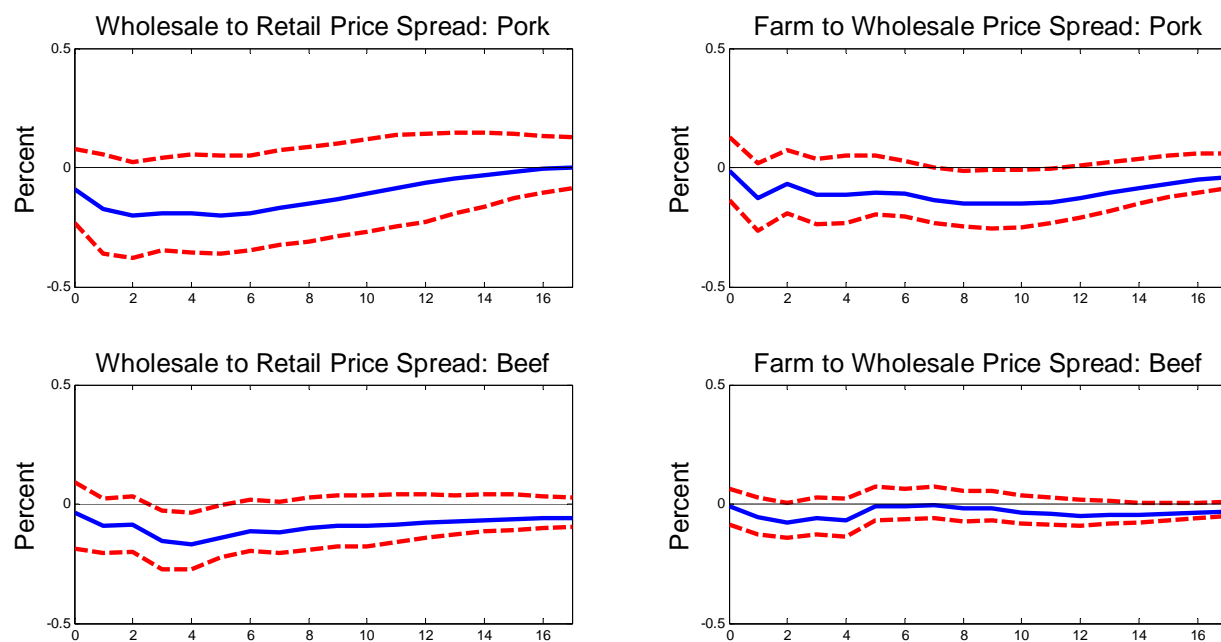 Wholesale to Retail Price Spread: Pork
0.5
0
-0.5
Percent
0 2 4 6 8 10 12 14 16
Farm to Wholesale Price Spread: Pork
0.5
0
-0.5
Percent
0 2 4 6 8 10 12 14 16
Wholesale to Retail Price Spread: Beef
0.5
0
-0.5
Percent
0 2 4 6 8 10 12 14 16
Farm to Wholesale Price Spread: Beef
0.5
0
-0.5
Percent
0 2 4 6 8 10 12 14 16